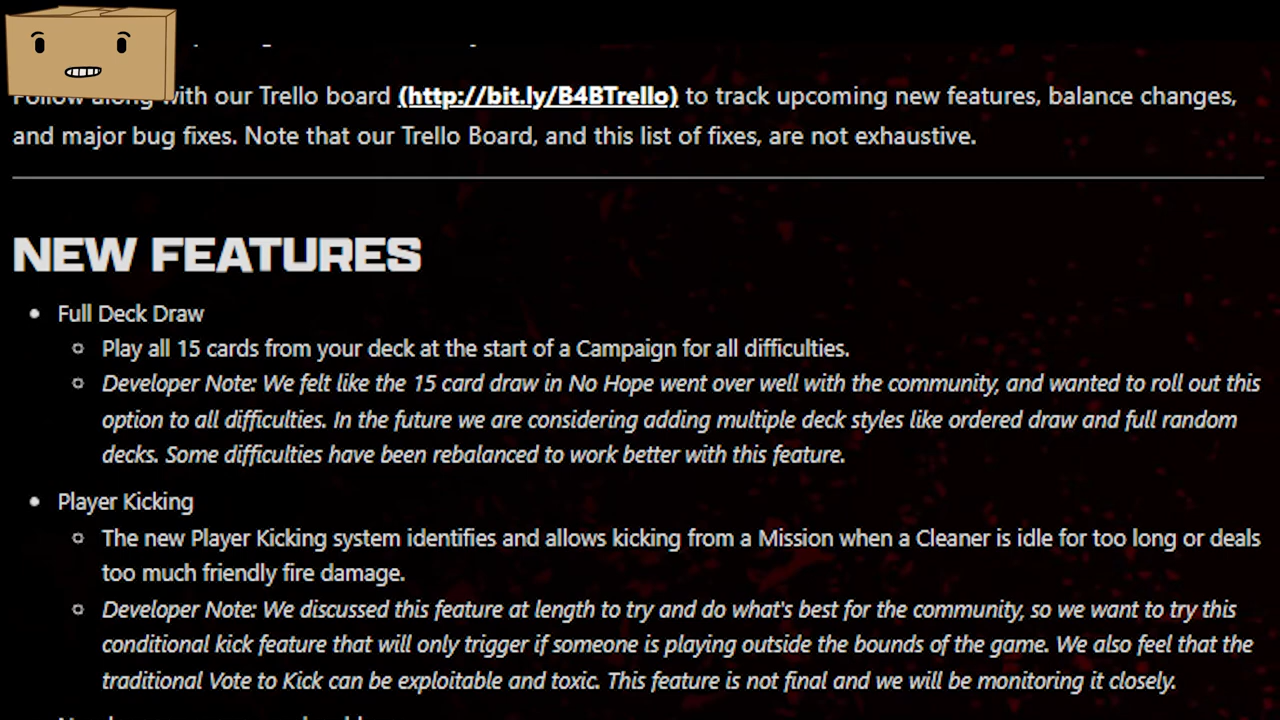 with our Trello board (http://bit.ly/B4BTrello) to track upcoming new features, balance changes,
and major bug fixes. Note that our Trello Board, and this list of fixes, are not exhaustive.
NEW FEATURES
• Full Deck Draw
○ Play all 15 cards from your deck at the start of a Campaign for all difficulties.
○ Developer Note: We felt like the 15 card draw in No Hope went over well with the community, and wanted to roll out this
option to all difficulties. In the future we are considering adding multiple deck styles like ordered draw and full random
decks. Some difficulties have been rebalanced to work better with this feature.
• Player Kicking
○ The new Player Kicking system identifies and allows kicking from a Mission when a Cleaner is idle for too long or deals
too much friendly fire damage.
○ Developer Note: We discussed this feature at length to try and do what's best for the community, so we want to try this
conditional kick feature that will only trigger if someone is playing outside the bounds of the game. We also feel that the
traditional Vote to Kick can be exploitable and toxic. This feature is not final and we will be monitoring it closely.